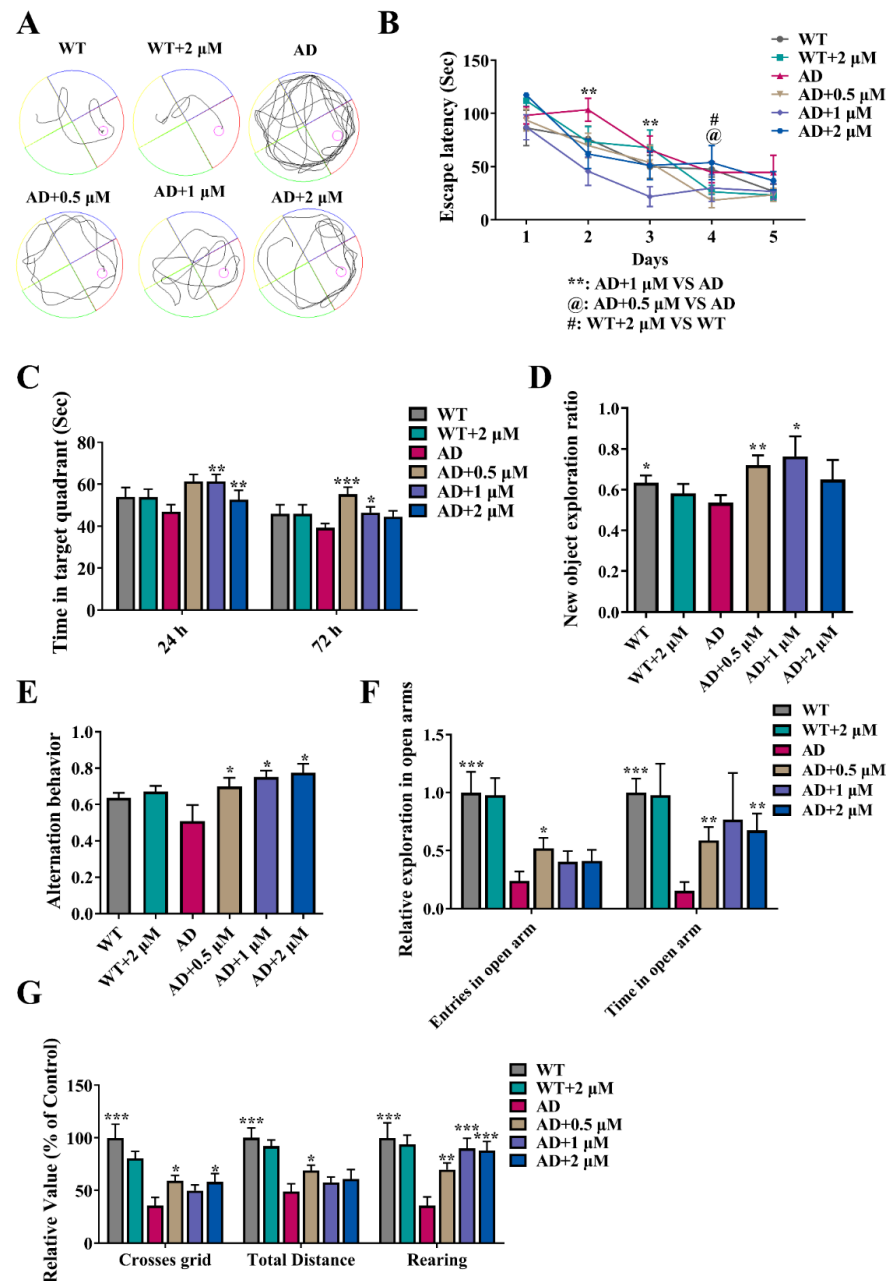 A
WT
WT+2 μM
AD
AD+0.5 μM
AD+1 μM
AD+2 μM
B
Escape latency (Sec)
150
100
50
0
**
**
#
@
1 2 3 4 5
Days
WT
WT+2 μM
AD
AD+0.5 μM
AD+1 μM
AD+2 μM
**: AD+1 μM VS AD
@: AD+0.5 μM VS AD
#: WT+2 μM VS WT
C
Time in target quadrant (Sec)
80
60
40
20
0
**
**
***
*
24 h
72 h
WT
WT+2 μM
AD
AD+0.5 μM
AD+1 μM
AD+2 μM
D
New object exploration ratio
1.0
0.8
0.6
0.4
0.2
0.0
*
**
*
WT
WT+2 μM
AD
AD+0.5 μM
AD+1 μM
AD+2 μM
E
Alternation behavior
1.0
0.8
0.6
0.4
0.2
0.0
*
*
*
WT
WT+2 μM
AD
AD+0.5 μM
AD+1 μM
AD+2 μM
F
Relative exploration in open arms
1.5
1.0
0.5
0.0
***
*
***
**
**
Entries in open arm
Time in open arm
WT
WT+2 μM
AD
AD+0.5 μM
AD+1 μM
AD+2 μM
G
Relative Value (% of Control)
150
100
50
0
***
*
*
***
*
***
**
***
***
Crosses grid
Total Distance
Rearing
WT
WT+2 μM
AD
AD+0.5 μM
AD+1 μM
AD+2 μM